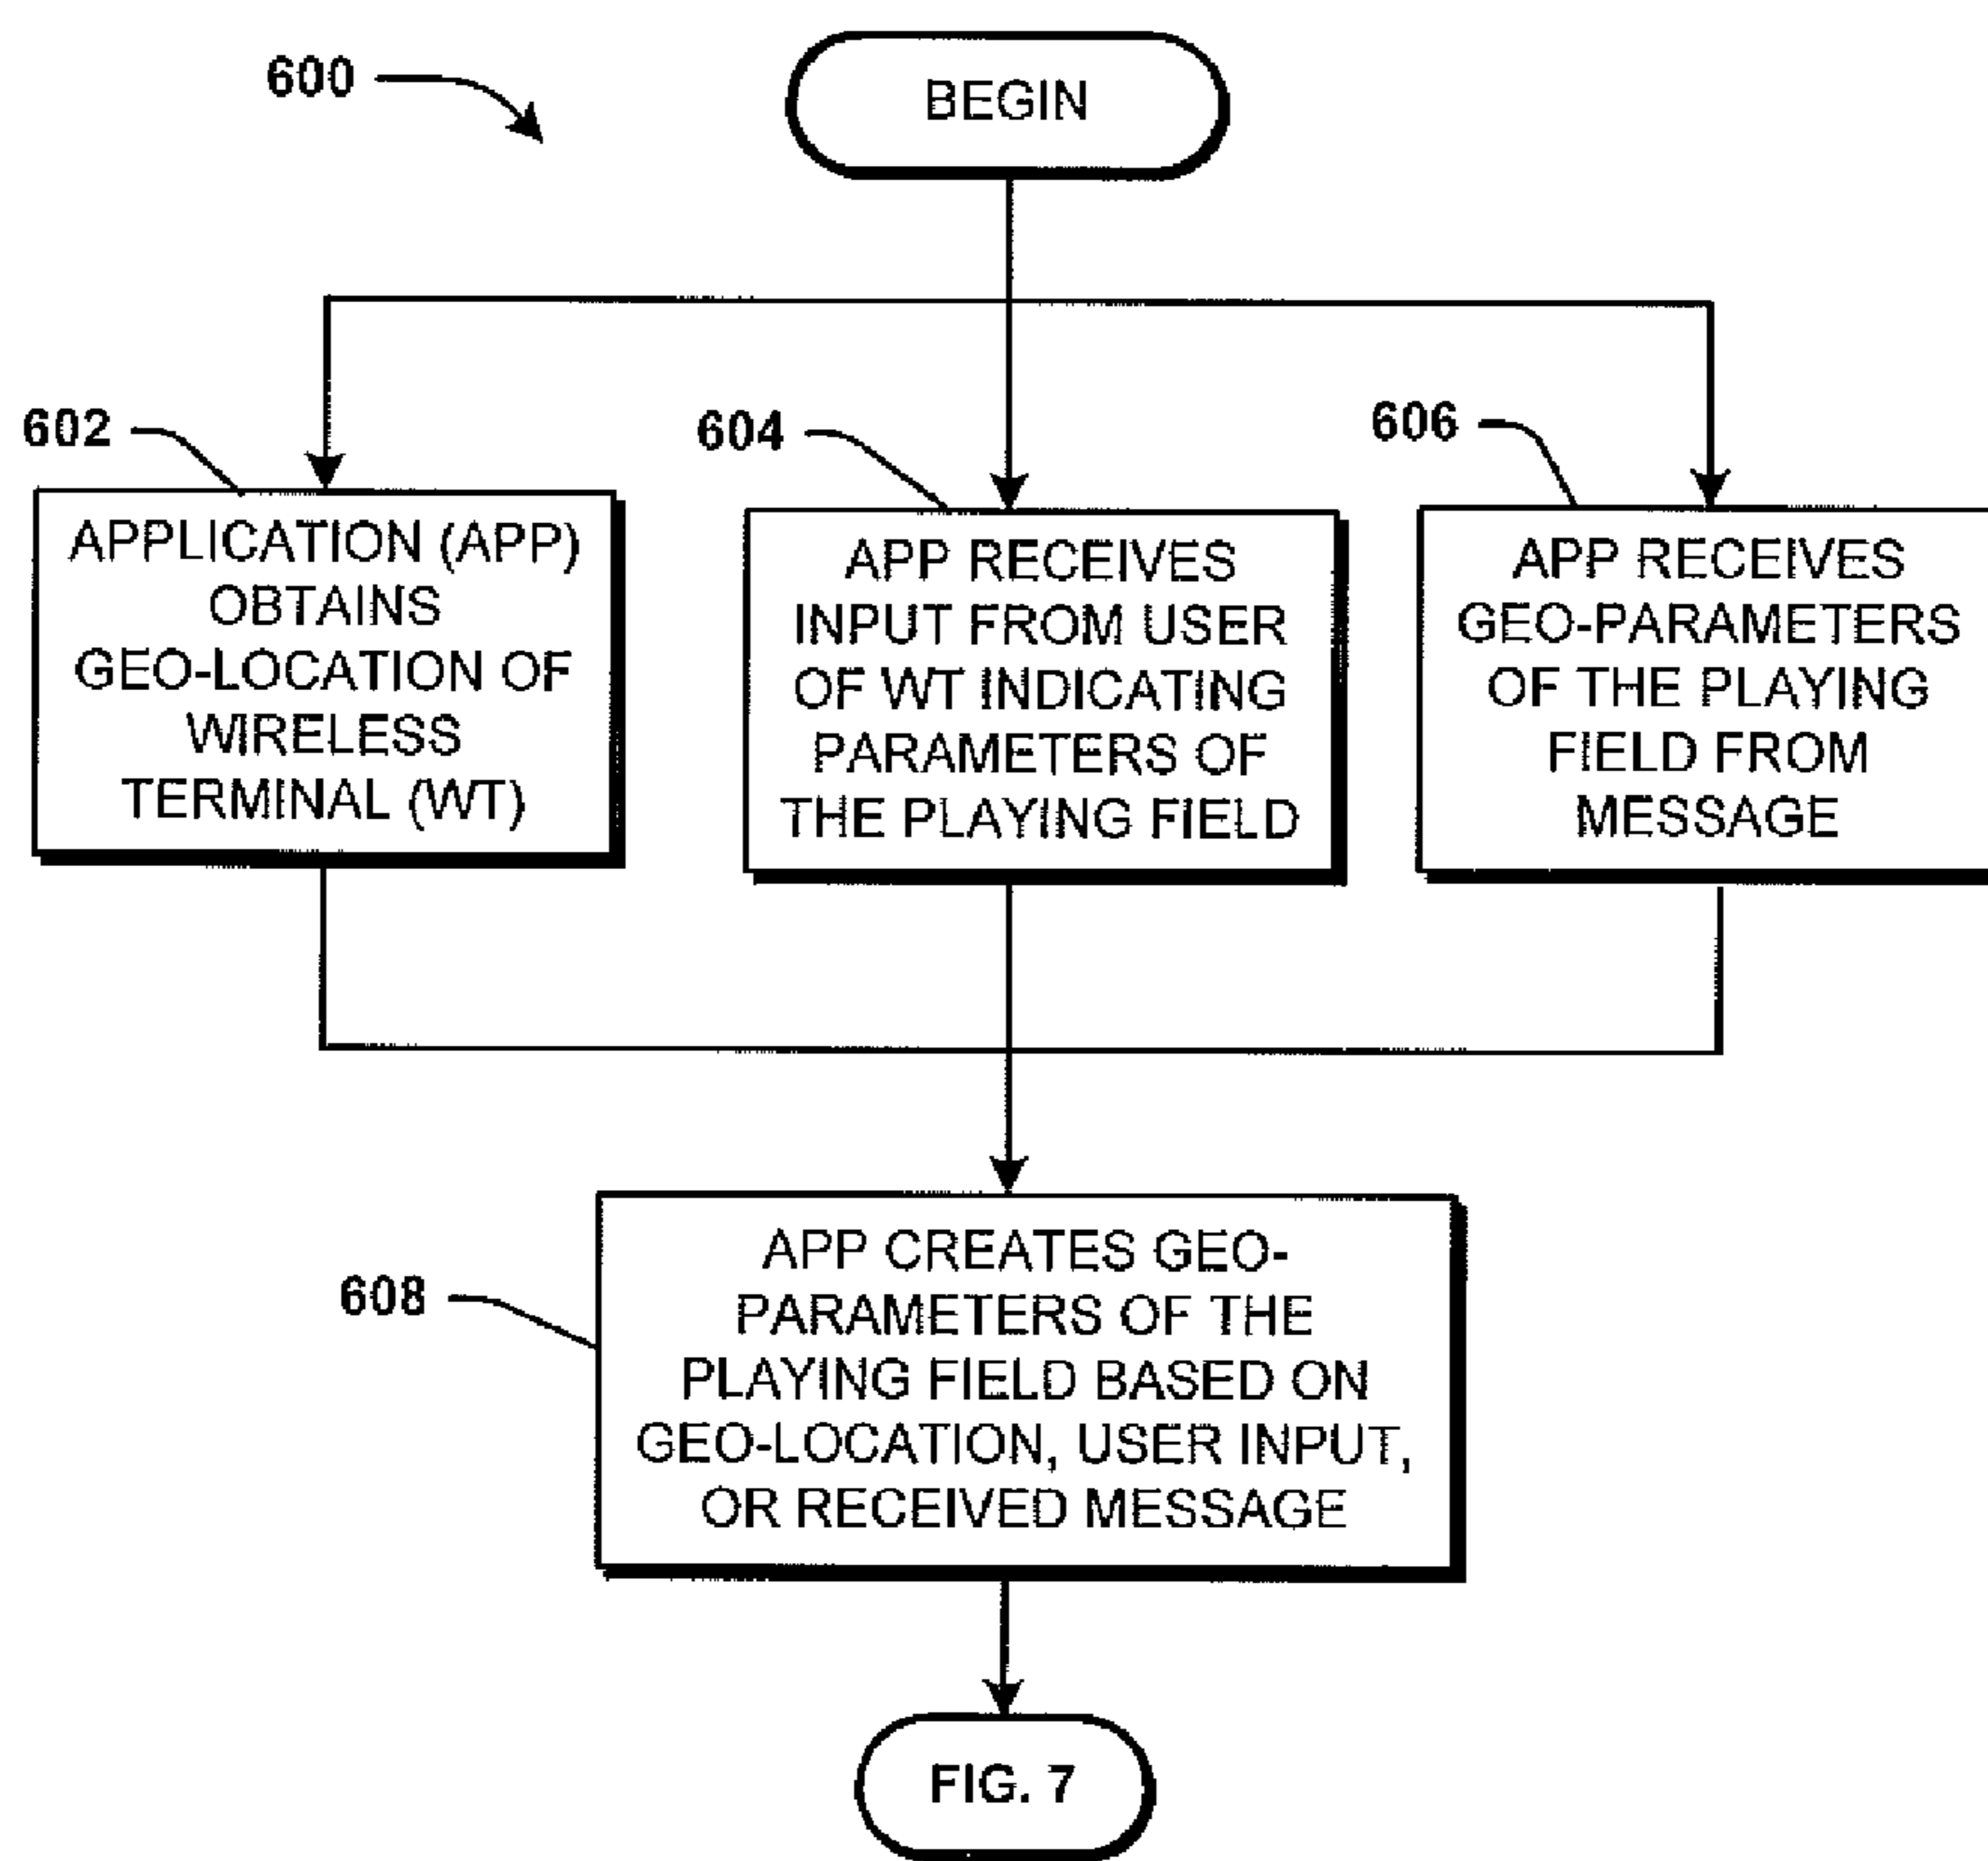 600
BEGIN
602
APPLICATION (APP)
OBTAINS
GEO-LOCATION OF
WIRELESS
TERMINAL (WT)
604
APP RECEIVES
INPUT FROM USER
OF WT INDICATING
PARAMETERS OF
THE PLAYING FIELD
606
APP RECEIVES
GEO-PARAMETERS
OF THE PLAYING
FIELD FROM
MESSAGE
608
APP CREATES GEO-
PARAMETERS OF THE
PLAYING FIELD BASED ON
GEO-LOCATION, USER INPUT,
OR RECEIVED MESSAGE
FIG. 7